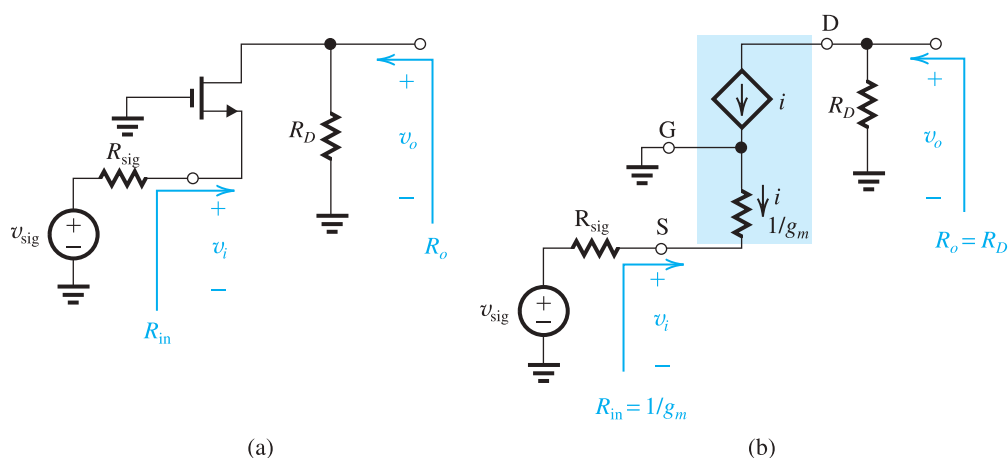 R_sig
v_sig
+
−
+
v_i
−
R_in
R_D
+
v_o
−
R_o
(a)
D
i
G
i
1/g_m
R_D
+
v_o
−
R_o = R_D
R_sig
S
v_sig
+
−
+
v_i
−
R_in = 1/g_m
(b)